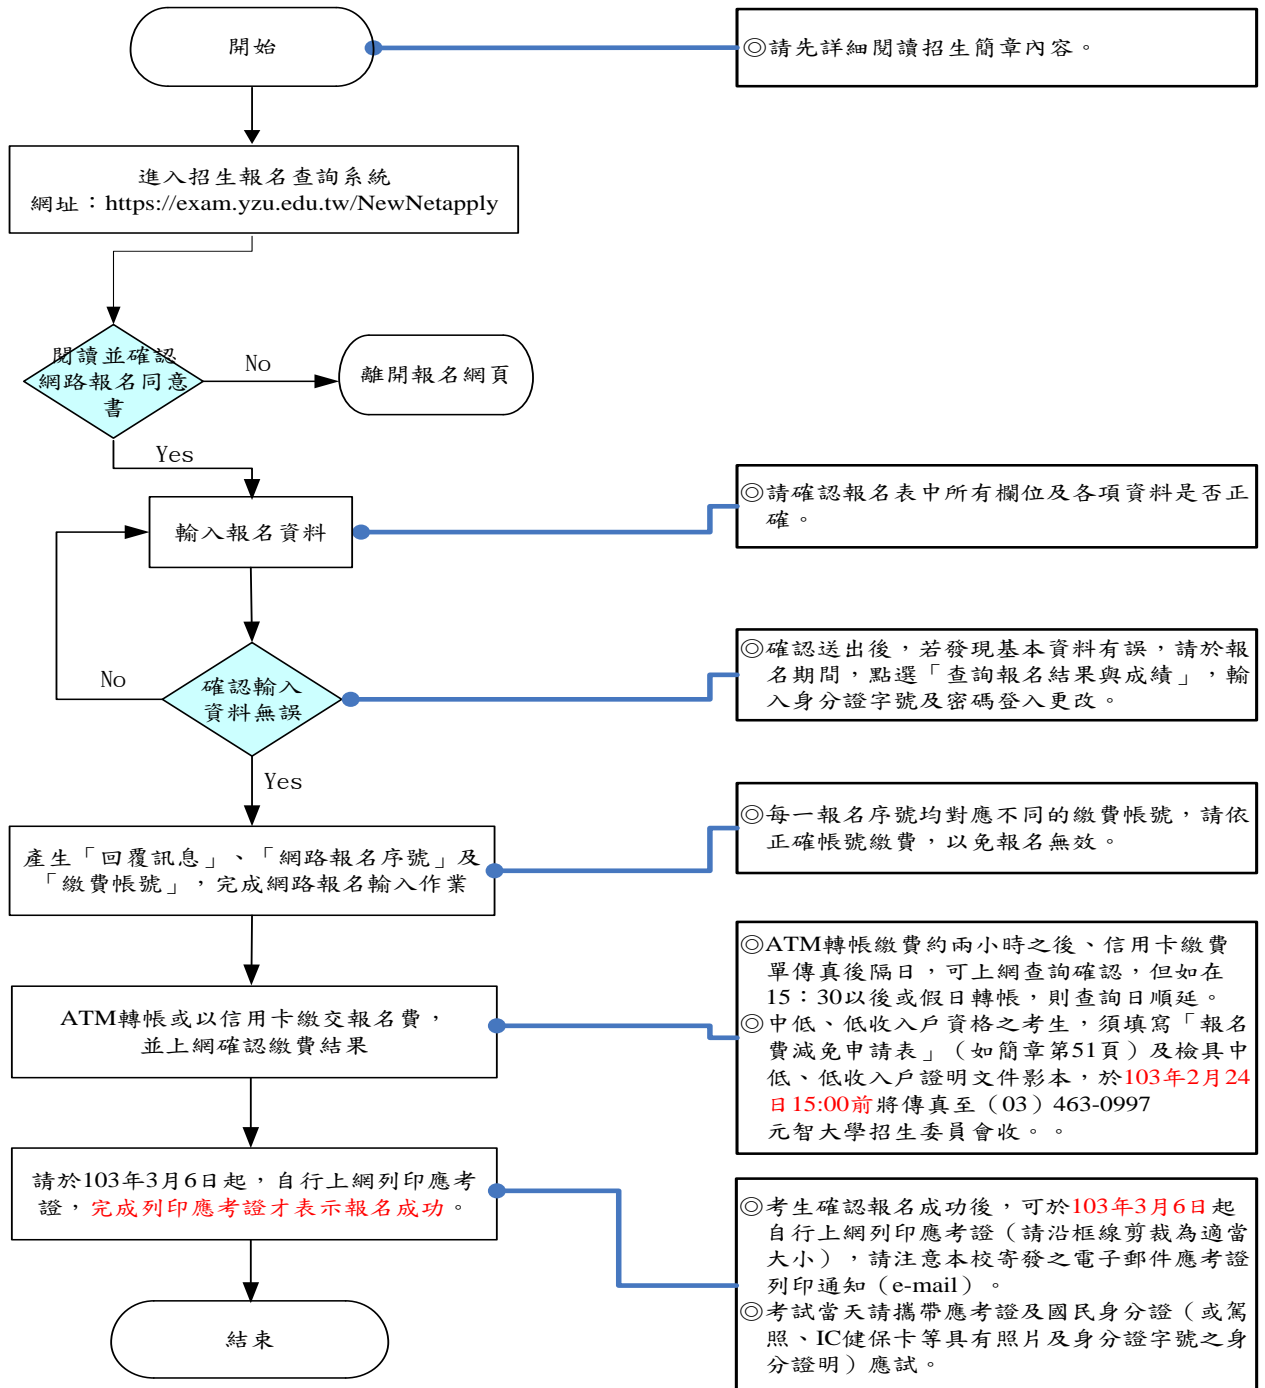 開始
◎請先詳細閱讀招生簡章內容。
進入招生報名查詢系統
網址：https://exam.yzu.edu.tw/NewNetapply
閱讀並確認
網路報名同意
書
No
離開報名網頁
Yes
輸入報名資料
◎請確認報名表中所有欄位及各項資料是否正
確。
No
確認輸入
資料無誤
◎確認送出後，若發現基本資料有誤，請於報
名期間，點選「查詢報名結果與成績」，輸
入身分證字號及密碼登入更改。
Yes
產生「回覆訊息」、「網路報名序號」及
「繳費帳號」，完成網路報名輸入作業
◎每一報名序號均對應不同的繳費帳號，請依
正確帳號繳費，以免報名無效。
ATM轉帳或以信用卡繳交報名費，
並上網確認繳費結果
◎ATM轉帳繳費約兩小時之後、信用卡繳費
單傳真後隔日，可上網查詢確認，但如在
15：30以後或假日轉帳，則查詢日順延。
◎中低、低收入戶資格之考生，須填寫「報名
費減免申請表」（如簡章第51頁）及檢具中
低、低收入戶證明文件影本，於103年2月24
日15:00前將傳真至（03）463-0997
元智大學招生委員會收。。
請於103年3月6日起，自行上網列印應考
證，完成列印應考證才表示報名成功。
◎考生確認報名成功後，可於103年3月6日起
自行上網列印應考證（請沿框線剪裁為適當
大小），請注意本校寄發之電子郵件應考證
列印通知（e-mail）。
◎考試當天請攜帶應考證及國民身分證（或駕
照、IC健保卡等具有照片及身分證字號之身
分證明）應試。
結束